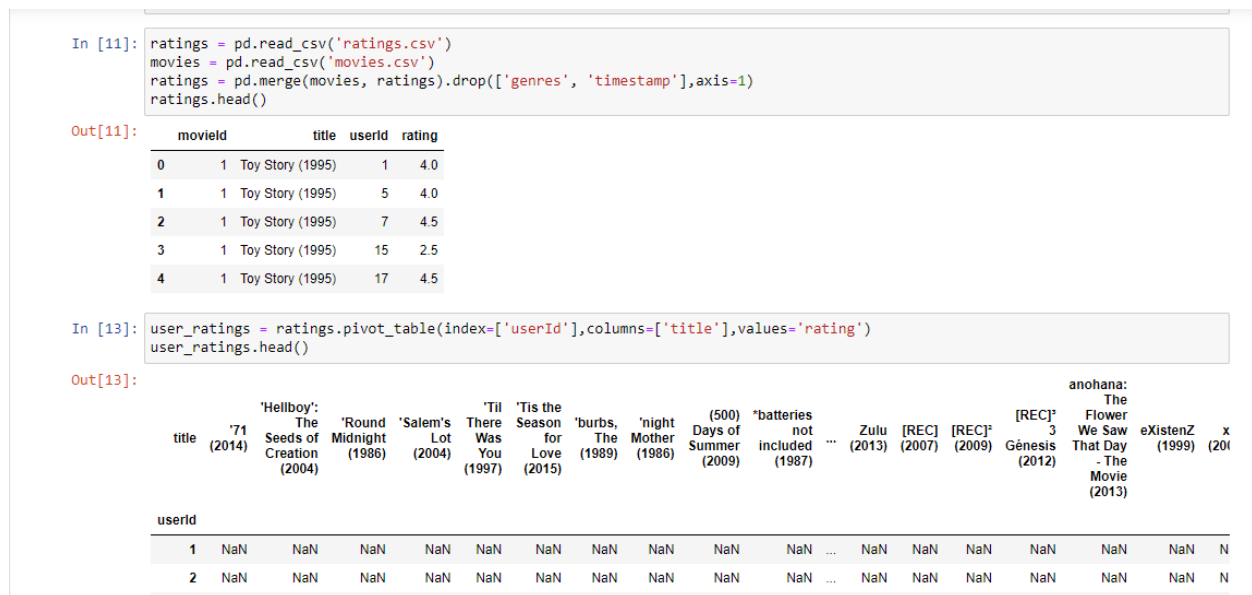 In [11]: ratings = pd.read_csv('ratings.csv')
movies = pd.read_csv('movies.csv')
ratings = pd.merge(movies, ratings).drop(['genres', 'timestamp'],axis=1)
ratings.head()
Out[11]:
movieId title userId rating
0 1 Toy Story (1995) 1 4.0
1 1 Toy Story (1995) 5 4.0
2 1 Toy Story (1995) 7 4.5
3 1 Toy Story (1995) 15 2.5
4 1 Toy Story (1995) 17 4.5
In [13]: user_ratings = ratings.pivot_table(index=['userId'],columns=['title'],values='rating')
user_ratings.head()
Out[13]:
title '71 (2014) 'Hellboy': The Seeds of Creation (2004) 'Round Midnight (1986) 'Salem's Lot (2004) 'Til There Was You (1997) 'Tis the Season for Love (2015) 'burbs, The (1989) 'night Mother (1986) (500) Days of Summer (2009) *batteries not included (1987) ... Zulu (2013) [REC] (2007) [REC]² (2009) [REC]³ 3 Génesis (2012) anohana: The Flower We Saw That Day - The Movie (2013) eXistenZ (1999) x (200
userId
1 NaN NaN NaN NaN NaN NaN NaN NaN NaN NaN ... NaN NaN NaN NaN NaN NaN N
2 NaN NaN NaN NaN NaN NaN NaN NaN NaN NaN ... NaN NaN NaN NaN NaN NaN N